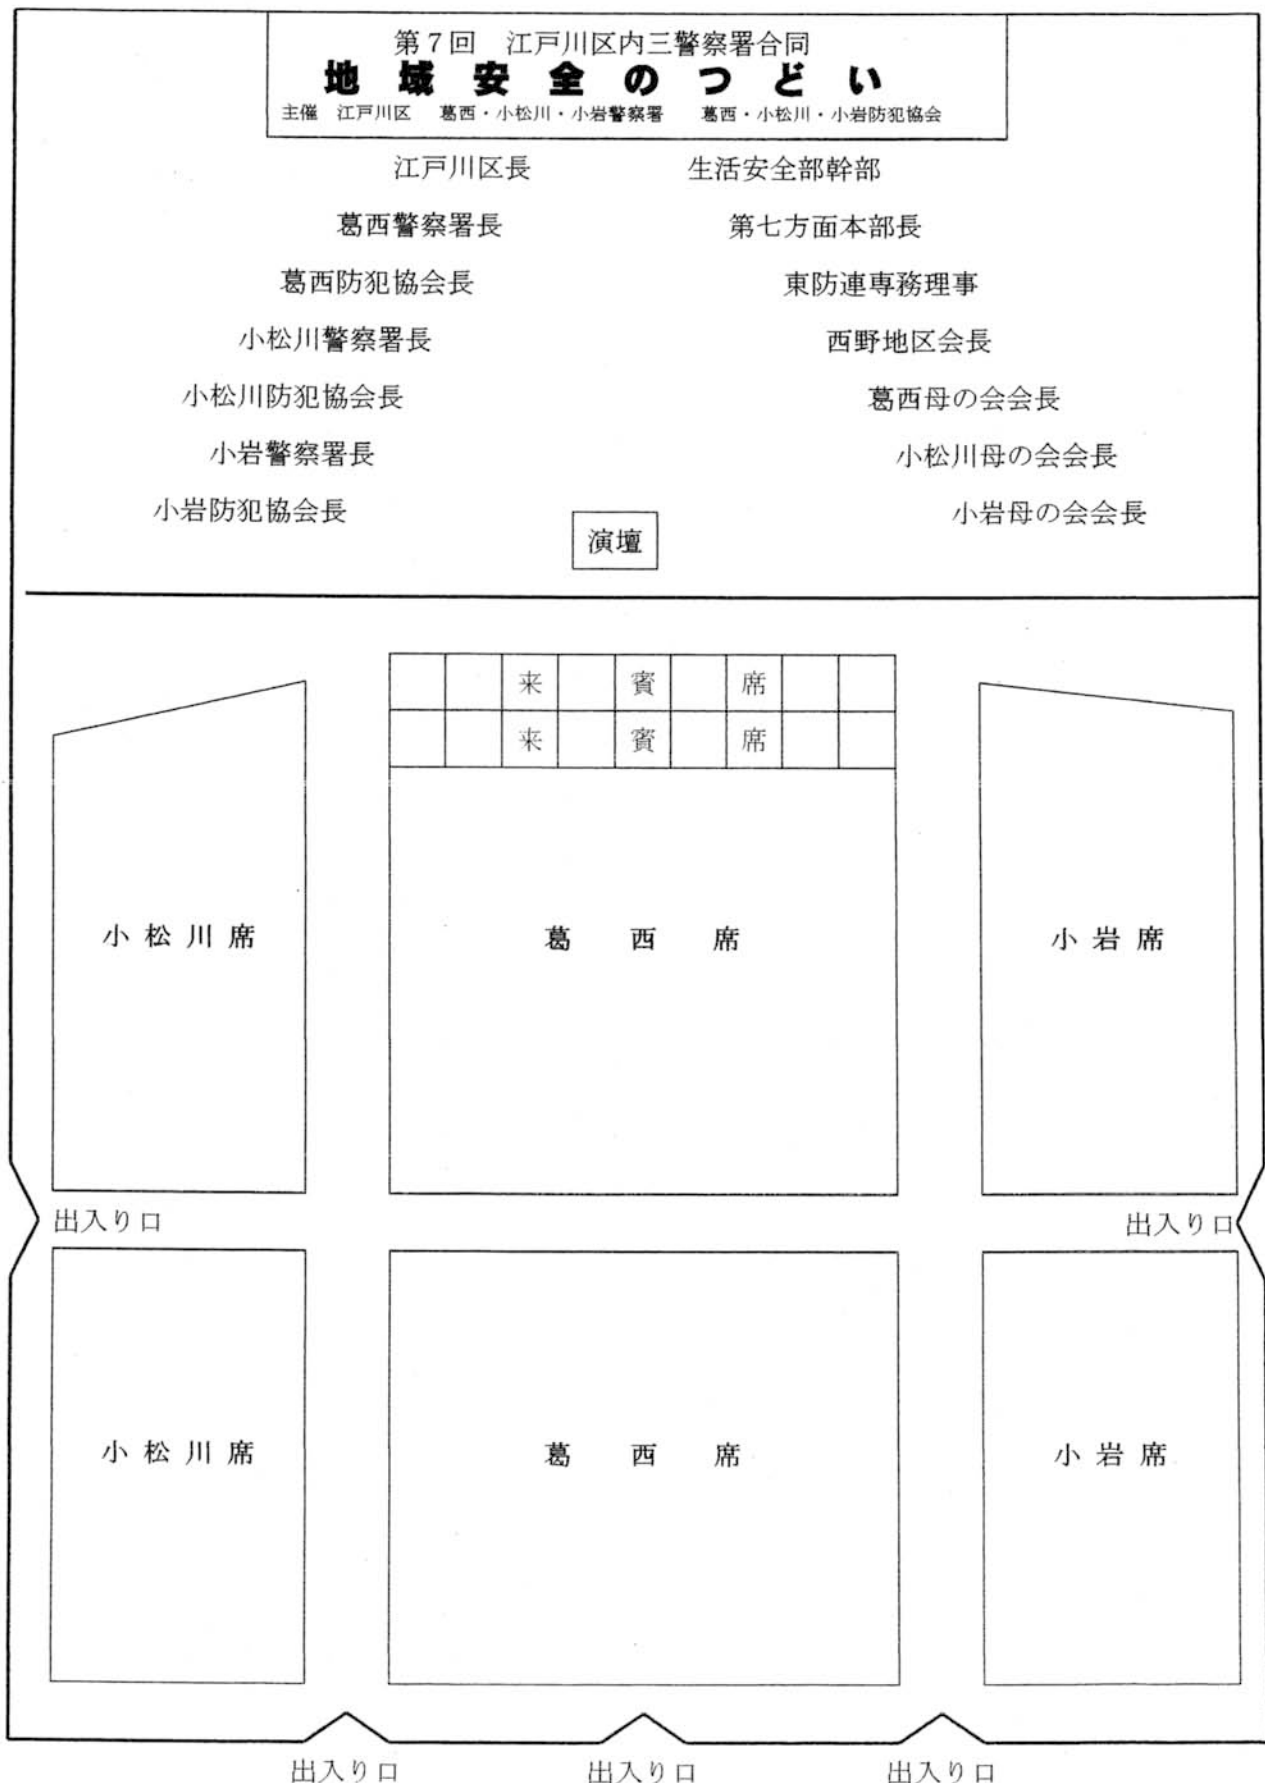 第７回　江戸川区内三警察署合同
地域安全のつどい
主催　江戸川区　葛西・小松川・小岩警察署　葛西・小松川・小岩防犯協会
江戸川区長　生活安全部幹部
葛西警察署長　第七方面本部長
葛西防犯協会長　東防連専務理事
小松川警察署長　西野地区会長
小松川防犯協会長　葛西母の会会長
小岩警察署長　小松川母の会会長
小岩防犯協会長　小岩母の会会長
演壇
来賓席
来賓席
小松川席　葛西席　小岩席
出入り口　出入り口
小松川席　葛西席　小岩席
出入り口　出入り口　出入り口